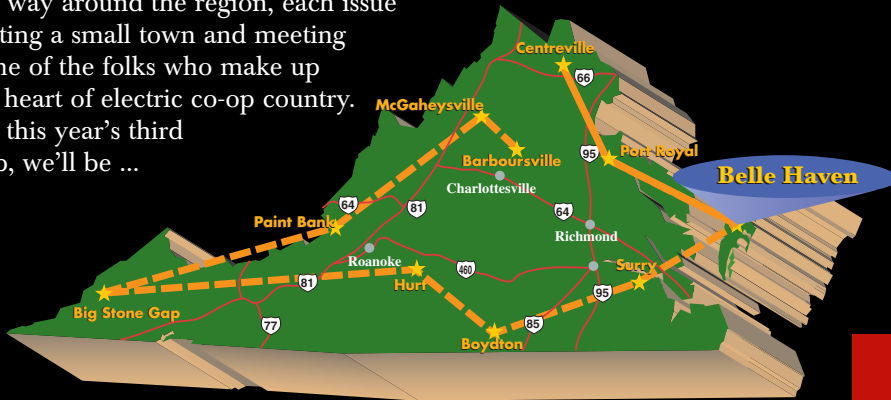 way around the region, each issue
ting a small town and meeting
ne of the folks who make up
heart of electric co-op country.
this year's third
o, we'll be ...
Centreville
66
McGaheysville
95
Port Royal
Barboursville
Belle Haven
Charlottesville
64
81
64
Paint Bank
Richmond
Roanoke
460
Surry
81
Hurt
95
Big Stone Gap
77
85
Boydton